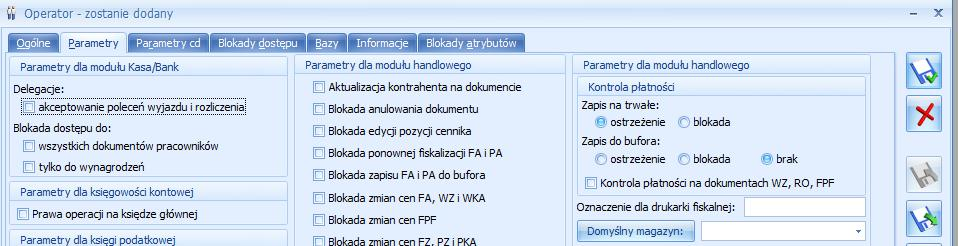 Operator - zostanie dodany
Ogólne
Parametry
Parametry cd
Blokady dostępu
Bazy
Informacje
Blokady atrybutów
Parametry dla modułu Kasa/Bank
Delegacje:
akceptowanie poleceń wyjazdu i rozliczenia
Blokada dostępu do:
wszystkich dokumentów pracowników
tylko do wynagrodzeń
Parametry dla księgowości kontowej
Prawa operacji na księdze głównej
Parametry dla księgi podatkowej
Parametry dla modułu handlowego
Aktualizacja kontrahenta na dokumencie
Blokada anulowania dokumentu
Blokada edycji pozycji cennika
Blokada ponownej fiskalizacji FA i PA
Blokada zapisu FA i PA do bufora
Blokada zmian cen FA, WZ i WKA
Blokada zmian cen FPF
Blokada zmian cen FZ, PZ i PKA
Parametry dla modułu handlowego
Kontrola płatności
Zapis na trwałe:
ostrzeżenie blokada
Zapis do bufora:
ostrzeżenie blokada brak
Kontrola płatności na dokumentach WZ, RO, FPF
Oznaczenie dla drukarki fiskalnej:
Domyślny magazyn: